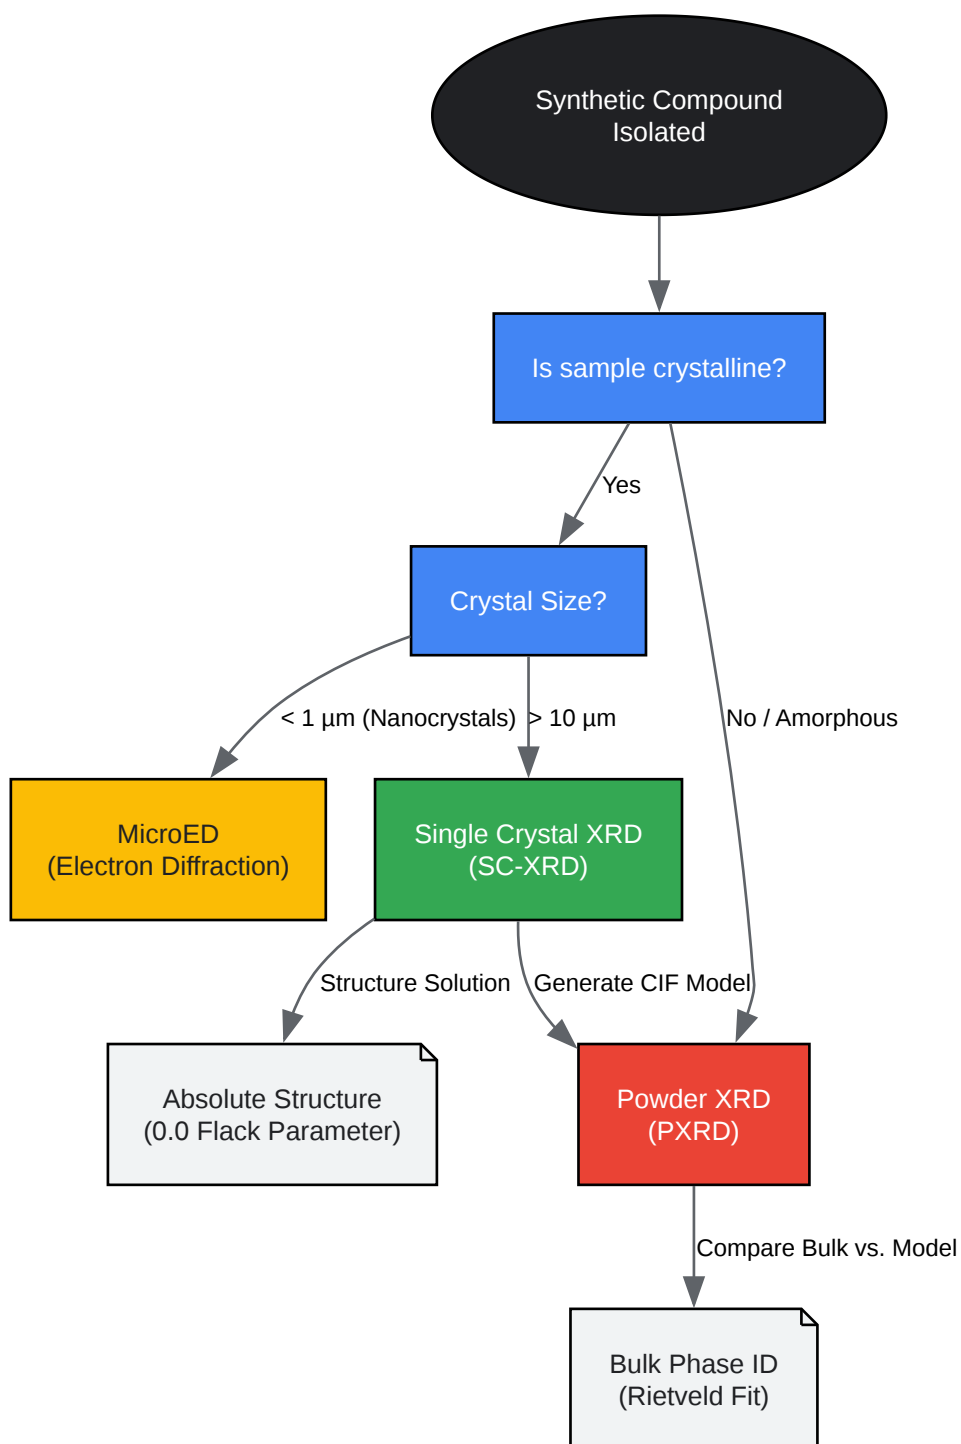 Synthetic Compound
Isolated
Is sample crystalline?
Yes
Crystal Size?
< 1 µm (Nanocrystals)
> 10 µm
No / Amorphous
MicroED
(Electron Diffraction)
Single Crystal XRD
(SC-XRD)
Structure Solution
Generate CIF Model
Absolute Structure
(0.0 Flack Parameter)
Powder XRD
(PXRD)
Compare Bulk vs. Model
Bulk Phase ID
(Rietveld Fit)